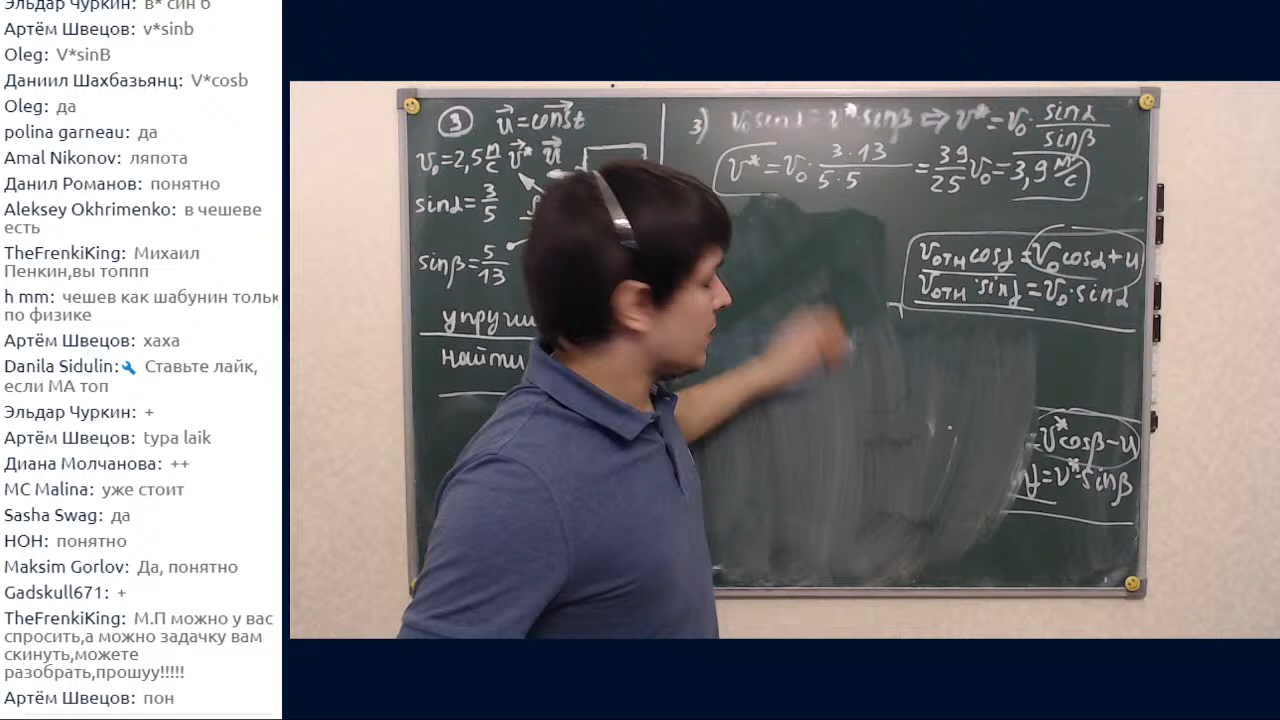 Эльдар Чуркин: в* син б
Артём Швецов: v*sinb
Oleg: V*sinB
Даниил Шахбазьянц: V*cosb
Oleg: да
polina garneau: да
Amal Nikonov: ляпота
Данил Романов: понятно
Aleksey Okhrimenko: в чешеве
есть
TheFrenkiKing: Михаил
Пенкин,вы топпп
h mm: чешев как шабунин тольк
по физике
Артём Швецов: хаха
Danila Sidulin: Ставьте лайк,
если МА топ
Эльдар Чуркин: +
Артём Швецов: typa laik
Диана Молчанова: ++
MC Malina: уже стоит
Sasha Swag: да
НОН: понятно
Maksim Gorlov: Да, понятно
Gadskull671: +
TheFrenkiKing: М.П можно у вас
спросить,а можно задачку вам
скинуть,можете
разобрать,прошуу!!!!!
Артём Швецов: пон
3 u⃗ = const
v₀ = 2,5 м/с v⃗* u⃗
sinα = 3/5
sinβ = 5/13
найти
3) v₀ sinα = v* sinβ ⇒ v* = v₀ · sinα/sinβ
v* = v₀ · 3·13/5·5 = 39/25 v₀ = 3,9 м/с
vотн cosγ = v₀ cosα + u
vотн · sinγ = v₀ · sinα
= v* cosβ − u
= v* · sinβ